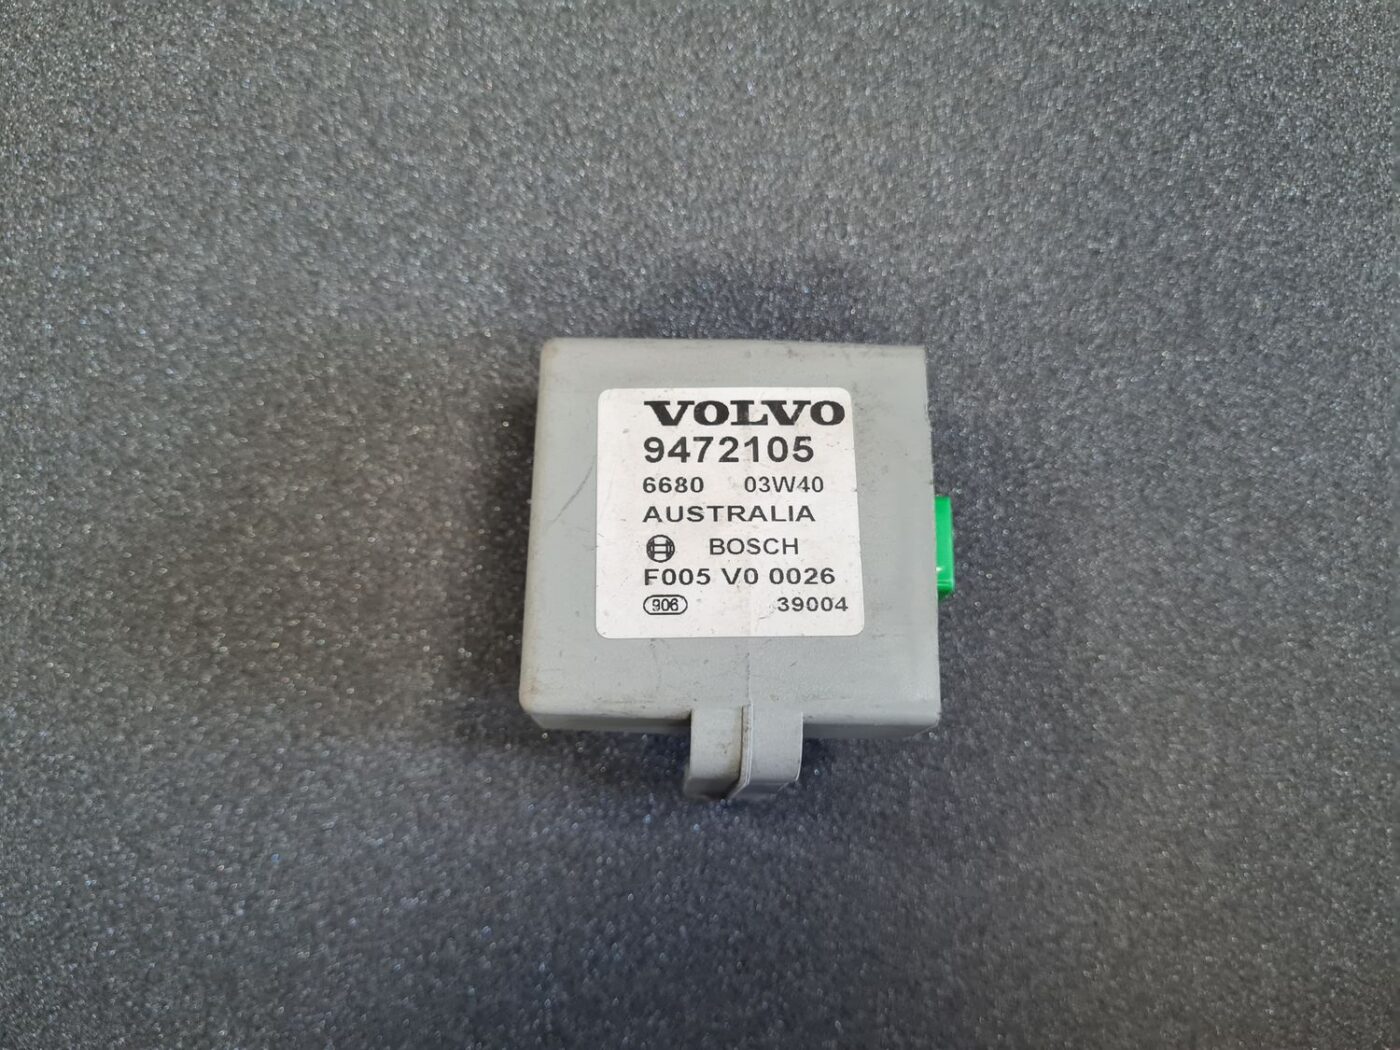 VOLVO
9472105
6680 03W40
AUSTRALIA
BOSCH
F005 V0 0026
906 39004